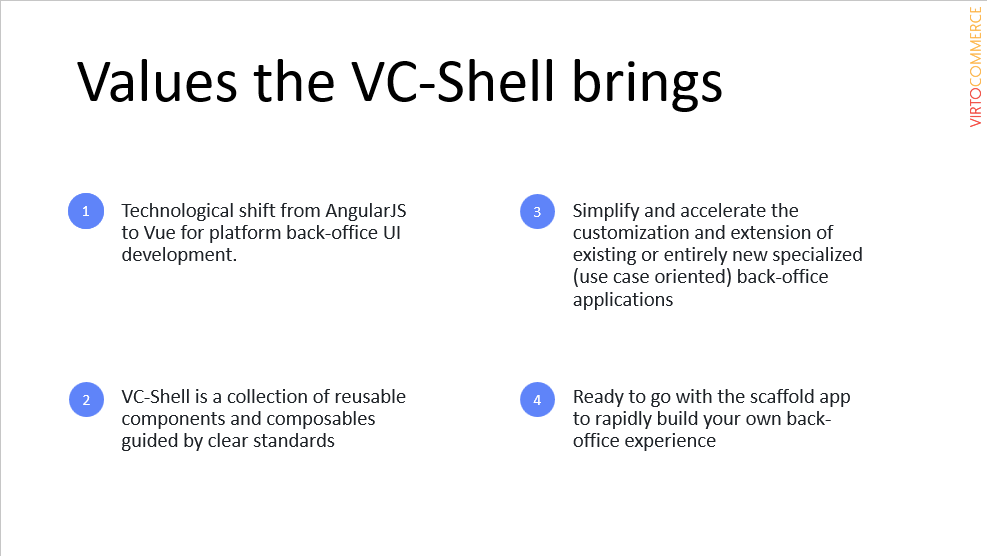 Values the VC-Shell brings
VIRTOCOMMERCE
1
Technological shift from AngularJS
to Vue for platform back-office UI
development.
2
VC-Shell is a collection of reusable
components and composables
guided by clear standards
3
Simplify and accelerate the
customization and extension of
existing or entirely new specialized
(use case oriented) back-office
applications
4
Ready to go with the scaffold app
to rapidly build your own back-
office experience